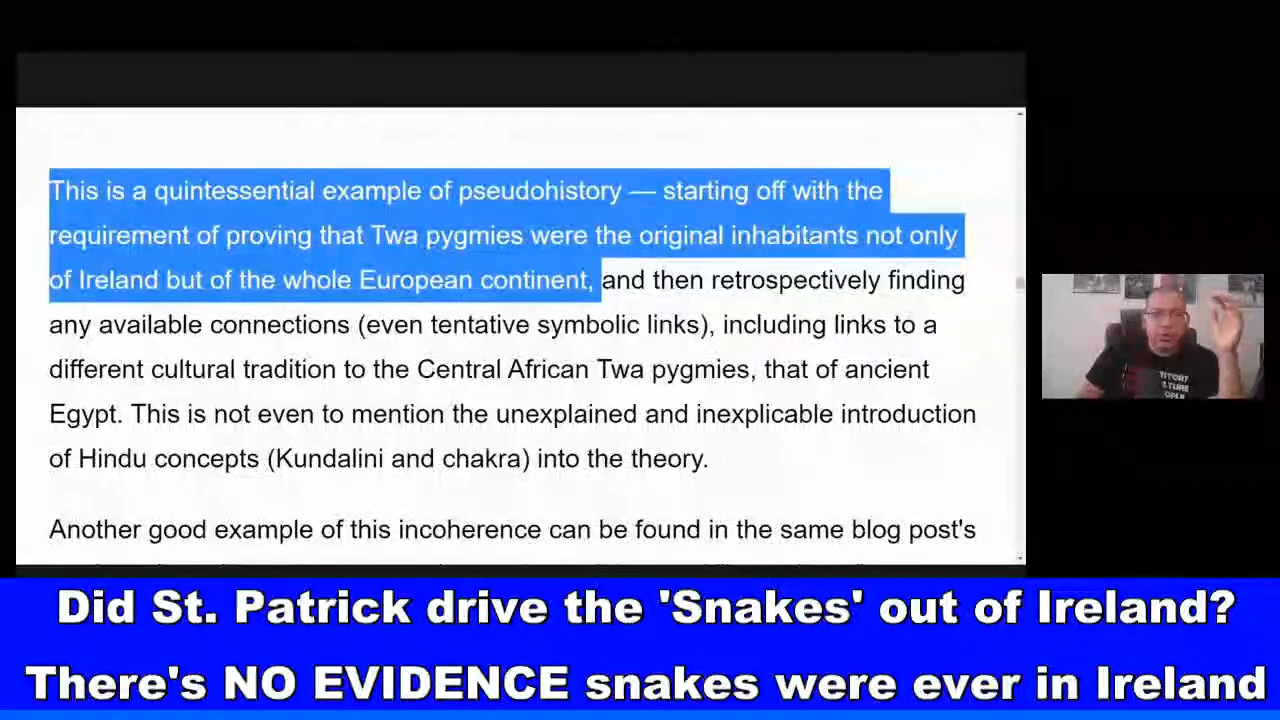 This is a quintessential example of pseudohistory — starting off with the
requirement of proving that Twa pygmies were the original inhabitants not only
of Ireland but of the whole European continent, and then retrospectively finding
any available connections (even tentative symbolic links), including links to a
different cultural tradition to the Central African Twa pygmies, that of ancient
Egypt. This is not even to mention the unexplained and inexplicable introduction
of Hindu concepts (Kundalini and chakra) into the theory.
Another good example of this incoherence can be found in the same blog post's
Did St. Patrick drive the 'Snakes' out of Ireland?
There's NO EVIDENCE snakes were ever in Ireland